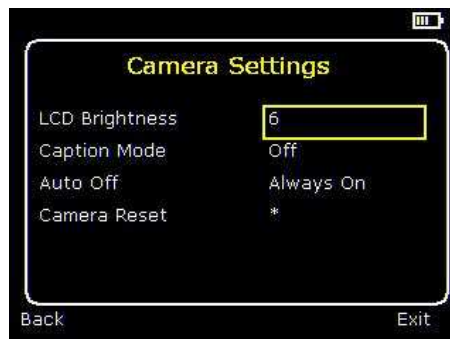 Camera Settings
LCD Brightness 6
Caption Mode Off
Auto Off Always On
Camera Reset *
Back Exit